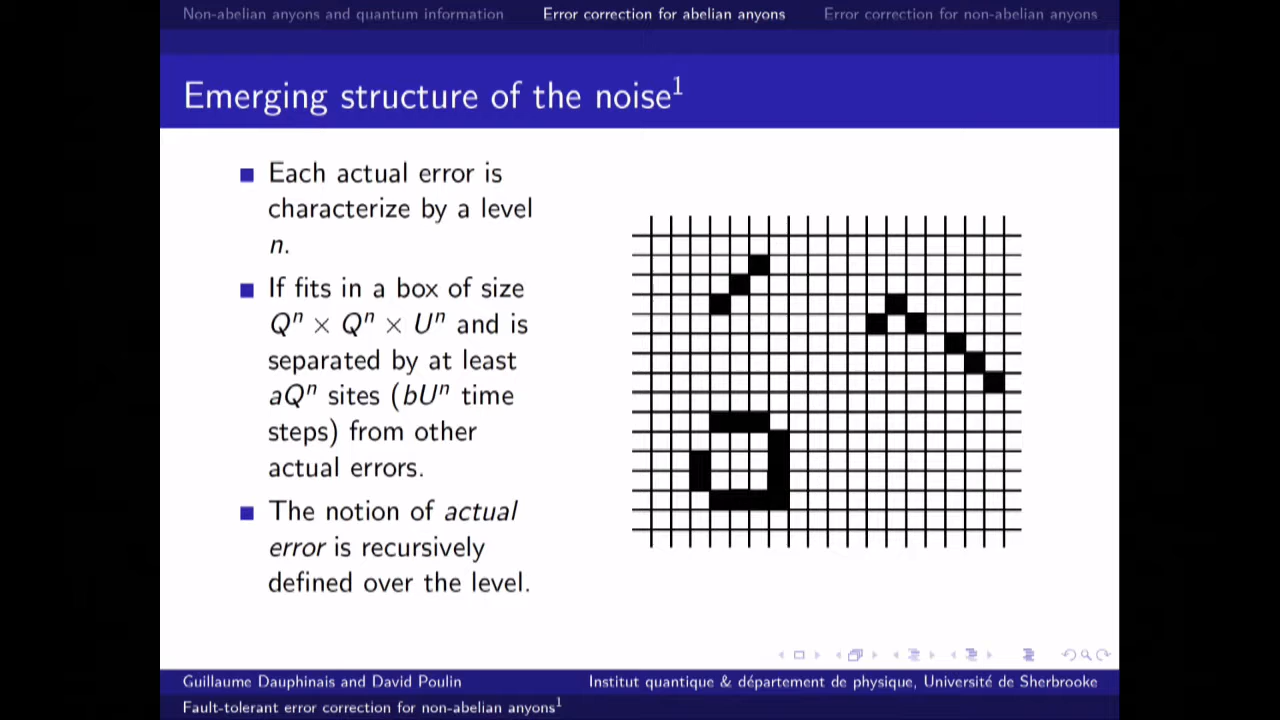 Non-abelian anyons and quantum information Error correction for abelian anyons Error correction for non-abelian anyons
Emerging structure of the noise¹
Each actual error is
characterize by a level
n.
If fits in a box of size
Qⁿ × Qⁿ × Uⁿ and is
separated by at least
aQⁿ sites (bUⁿ time
steps) from other
actual errors.
The notion of actual
error is recursively
defined over the level.
Guillaume Dauphinais and David Poulin Institut quantique & département de physique, Université de Sherbrooke
Fault-tolerant error correction for non-abelian anyons¹